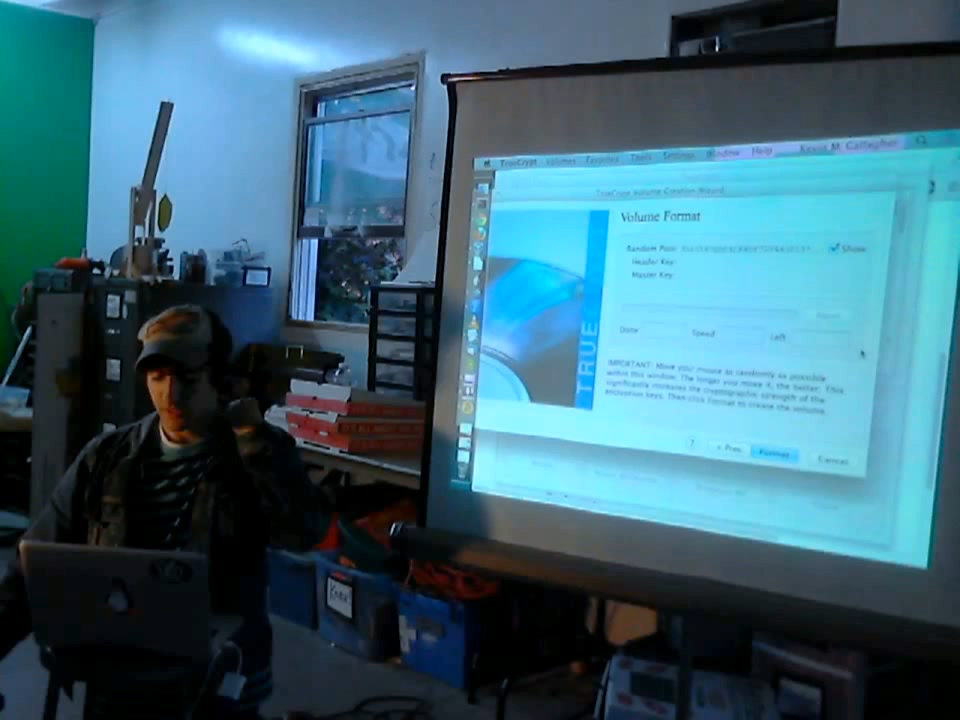 TrueCrypt Volumes Favorites Tools Settings Window Help Kevin M. Callagher
TrueCrypt Volume Creation Wizard
Volume Format
Random Pool: Show
Header Key:
Master Key:
Done Speed Left
IMPORTANT: Move your mouse as randomly as possible
within this window. The longer you move it, the better. This
significantly increases the cryptographic strength of the
encryption keys. Then click Format to create the volume.
? < Prev Format Cancel
TRUE